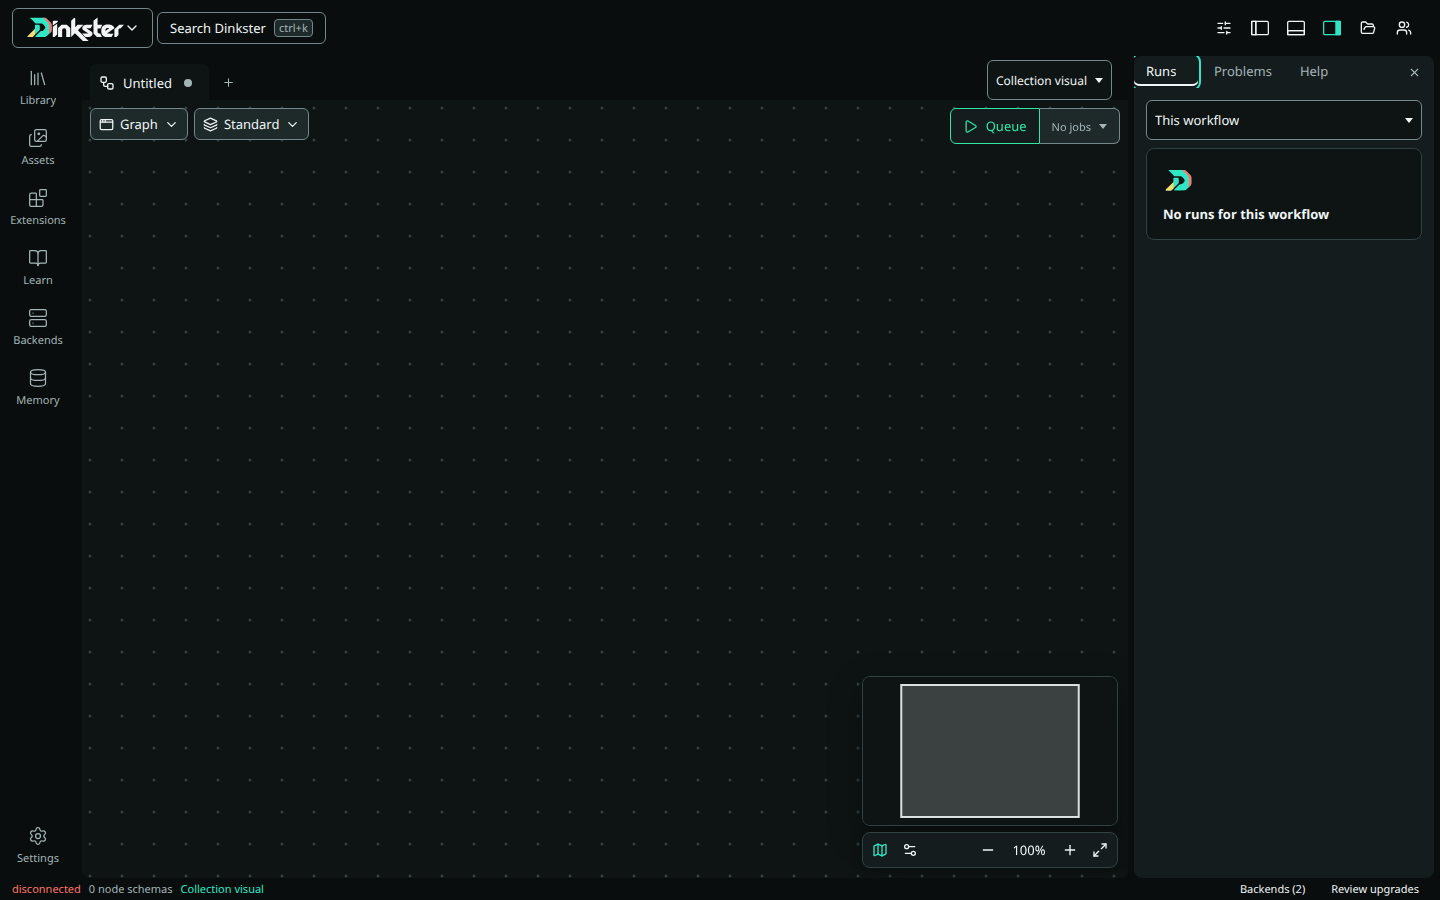 Dinkster
Search Dinkster ctrl+k
Library
Assets
Extensions
Learn
Backends
Memory
Settings
Untitled
Collection visual
Graph
Standard
Queue
No jobs
100%
Runs
Problems
Help
This workflow
No runs for this workflow
disconnected 0 node schemas Collection visual
Backends (2) Review upgrades